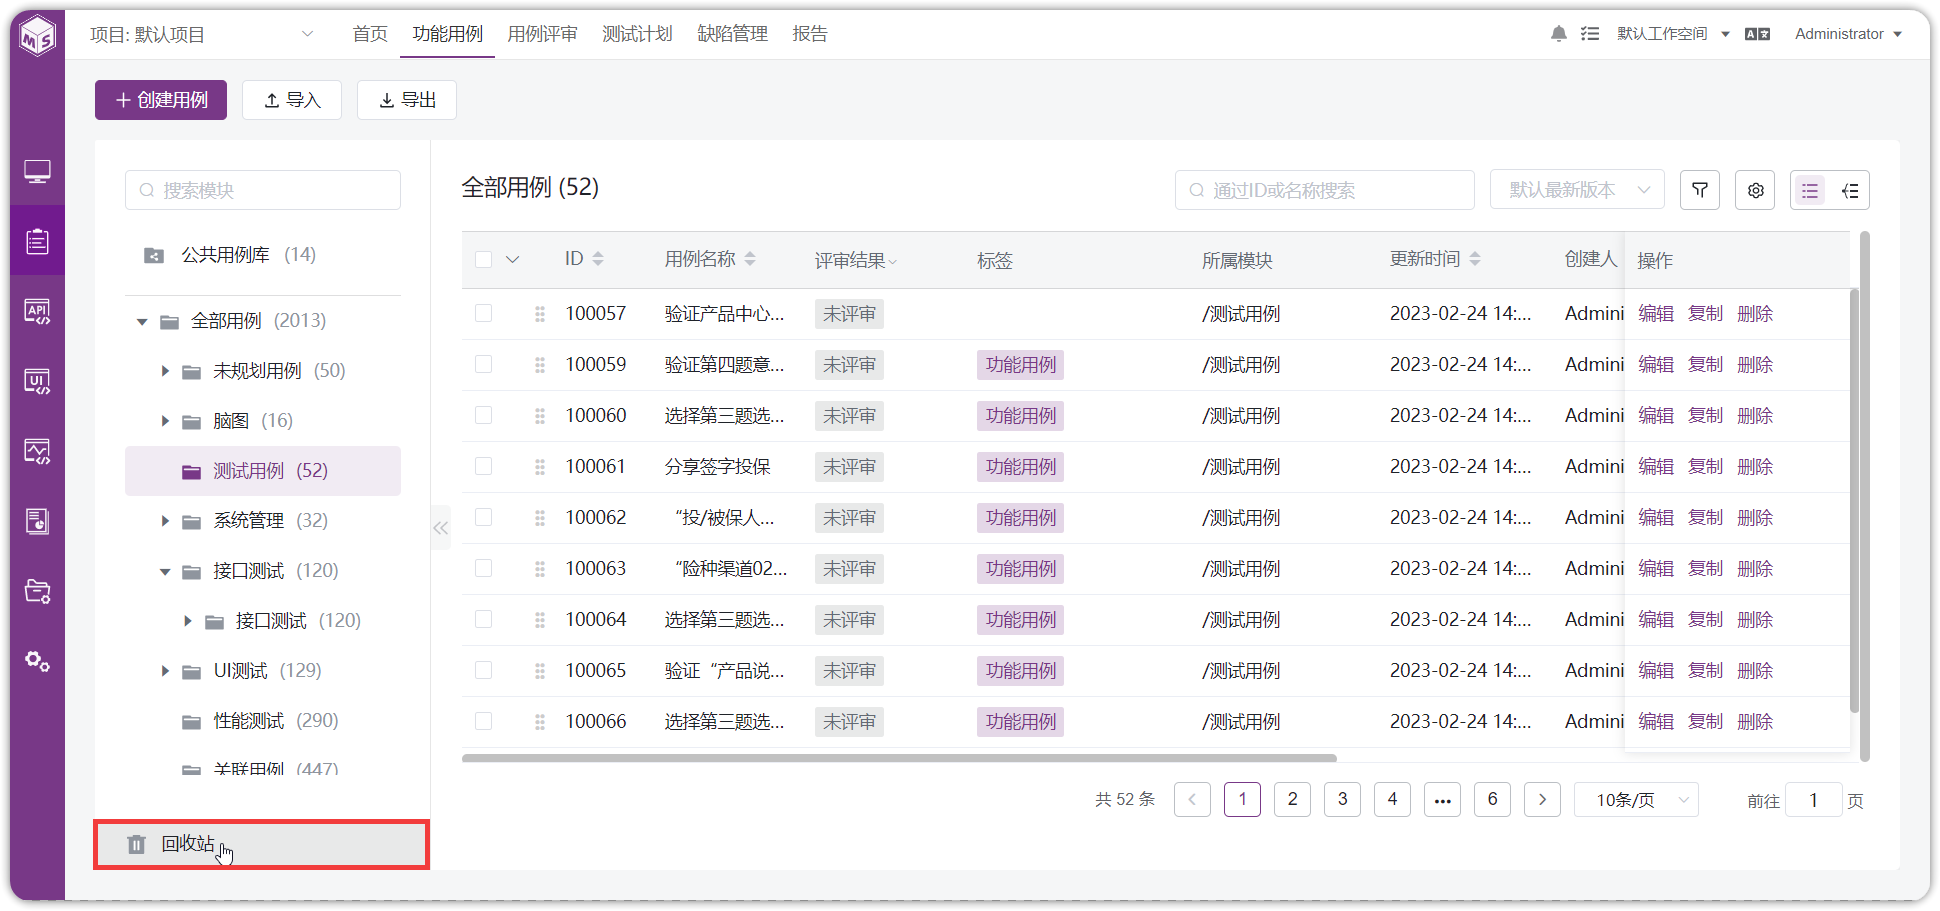 MS 项目: 默认项目 首页 功能用例 用例评审 测试计划 缺陷管理 报告 默认工作空间 Administrator
创建用例 导入 导出
搜索模块
公共用例库 (14)
全部用例 (2013)
未规划用例 (50)
脑图 (16)
测试用例 (52)
系统管理 (32)
接口测试 (120)
接口测试 (120)
UI测试 (129)
性能测试 (290)
关联用例 (447)
回收站
API
UI
全部用例 (52) 通过ID或名称搜索 默认最新版本
ID 用例名称 评审结果 标签 所属模块 更新时间 创建人 操作
100057 验证产品中心... 未评审 /测试用例 2023-02-24 14:... Admini 编辑 复制 删除
100059 验证第四题意... 未评审 功能用例 /测试用例 2023-02-24 14:... Admini 编辑 复制 删除
100060 选择第三题选... 未评审 功能用例 /测试用例 2023-02-24 14:... Admini 编辑 复制 删除
100061 分享签字投保 未评审 功能用例 /测试用例 2023-02-24 14:... Admini 编辑 复制 删除
100062 “投/被保人... 未评审 功能用例 /测试用例 2023-02-24 14:... Admini 编辑 复制 删除
100063 “险种渠道02... 未评审 功能用例 /测试用例 2023-02-24 14:... Admini 编辑 复制 删除
100064 选择第三题选... 未评审 功能用例 /测试用例 2023-02-24 14:... Admini 编辑 复制 删除
100065 验证“产品说... 未评审 功能用例 /测试用例 2023-02-24 14:... Admini 编辑 复制 删除
100066 选择第三题选... 未评审 功能用例 /测试用例 2023-02-24 14:... Admini 编辑 复制 删除
共 52 条 1 2 3 4 ... 6 10条/页 前往 1 页